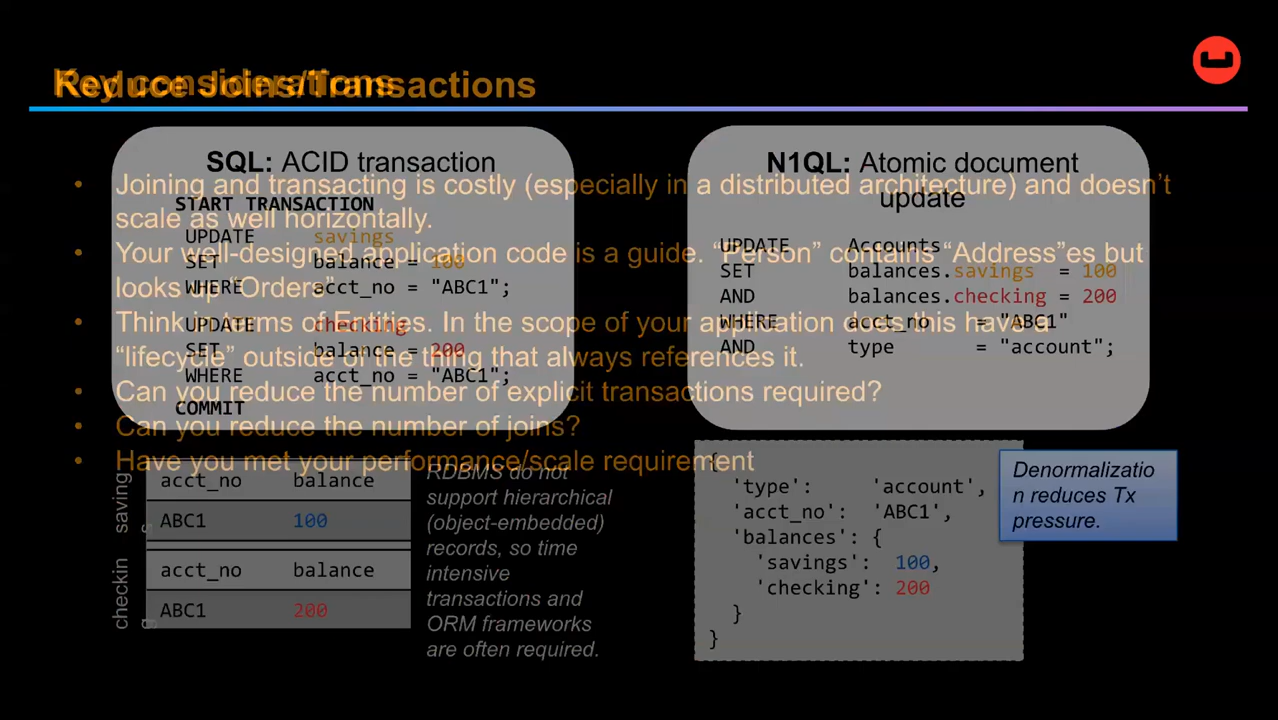 Key considerations
Reduce Joins/Transactions
• Joining and transacting is costly (especially in a distributed architecture) and doesn’t
scale as well horizontally.
• Your well-designed application code is a guide. “Person” contains “Address”es but
looks up “Orders”
• Think in terms of Entities. In the scope of your application does this have a
“lifecycle” outside of the thing that always references it.
• Can you reduce the number of explicit transactions required?
• Can you reduce the number of joins?
• Have you met your performance/scale requirement
SQL: ACID transaction
START TRANSACTION
UPDATE savings
SET balance = 100
WHERE acct_no = "ABC1";
UPDATE checking
SET balance = 200
WHERE acct_no = "ABC1";
COMMIT
N1QL: Atomic document
update
UPDATE Accounts
SET balances.savings = 100
AND balances.checking = 200
WHERE acct_no = "ABC1"
AND type = "account";
saving
s
acct_no balance
ABC1 100
checkin
g
acct_no balance
ABC1 200
RDBMS do not
support hierarchical
(object-embedded)
records, so time
intensive
transactions and
ORM frameworks
are often required.
{
'type': 'account',
'acct_no': 'ABC1',
'balances': {
'savings': 100,
'checking': 200
}
}
Denormalizatio
n reduces Tx
pressure.